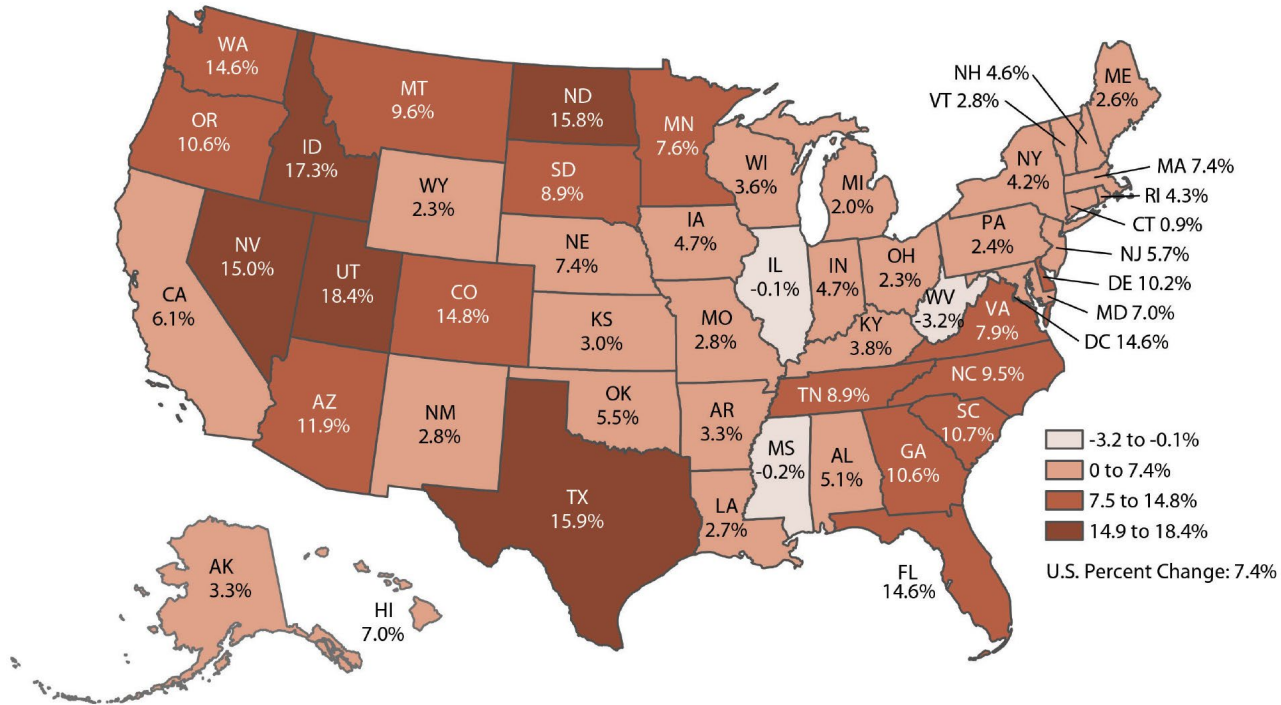 WA
14.6%
MT
9.6%
ND
15.8%
MN
7.6%
OR
10.6%
ID
17.3%
SD
8.9%
WY
2.3%
WI
3.6%
MI
2.0%
NH 4.6%
VT 2.8%
ME
2.6%
NY
4.2%
MA 7.4%
RI 4.3%
CT 0.9%
NJ 5.7%
DE 10.2%
MD 7.0%
DC 14.6%
PA
2.4%
NV
15.0%
UT
18.4%
CO
14.8%
NE
7.4%
IA
4.7%
IL
-0.1%
IN
4.7%
OH
2.3%
WV
-3.2%
VA
7.9%
CA
6.1%
KS
3.0%
MO
2.8%
KY
3.8%
AZ
11.9%
NM
2.8%
OK
5.5%
AR
3.3%
TN 8.9%
NC 9.5%
SC
10.7%
MS
-0.2%
AL
5.1%
GA
10.6%
TX
15.9%
LA
2.7%
FL
14.6%
AK
3.3%
HI
7.0%
-3.2 to -0.1%
0 to 7.4%
7.5 to 14.8%
14.9 to 18.4%
U.S. Percent Change: 7.4%